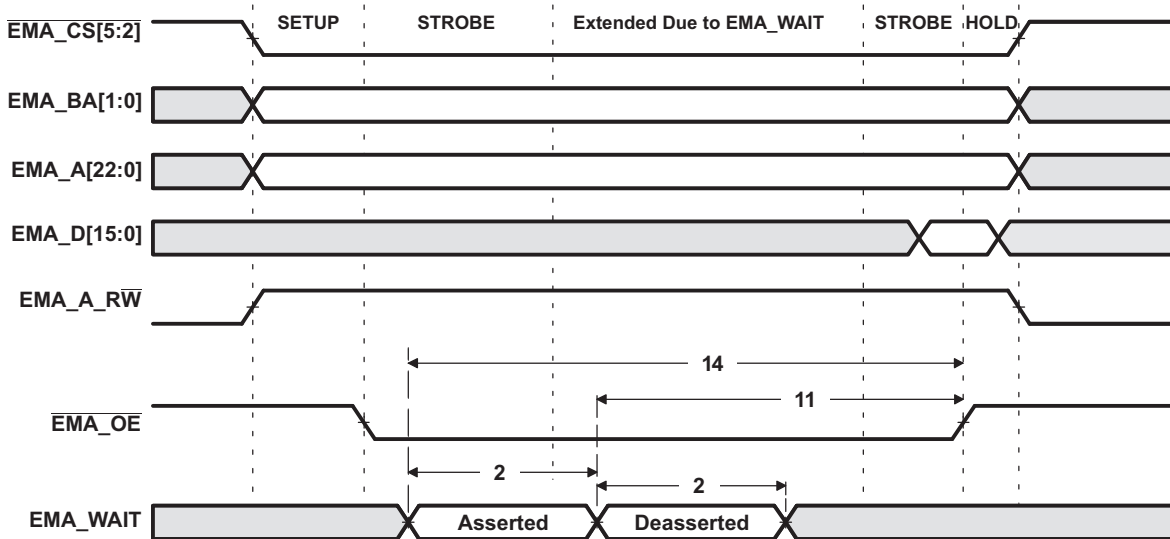 EMA_CS[5:2]
SETUP
STROBE
Extended Due to EMA_WAIT
STROBE
HOLD
EMA_BA[1:0]
EMA_A[22:0]
EMA_D[15:0]
EMA_A_RW
14
11
EMA_OE
2
2
EMA_WAIT
Asserted
Deasserted